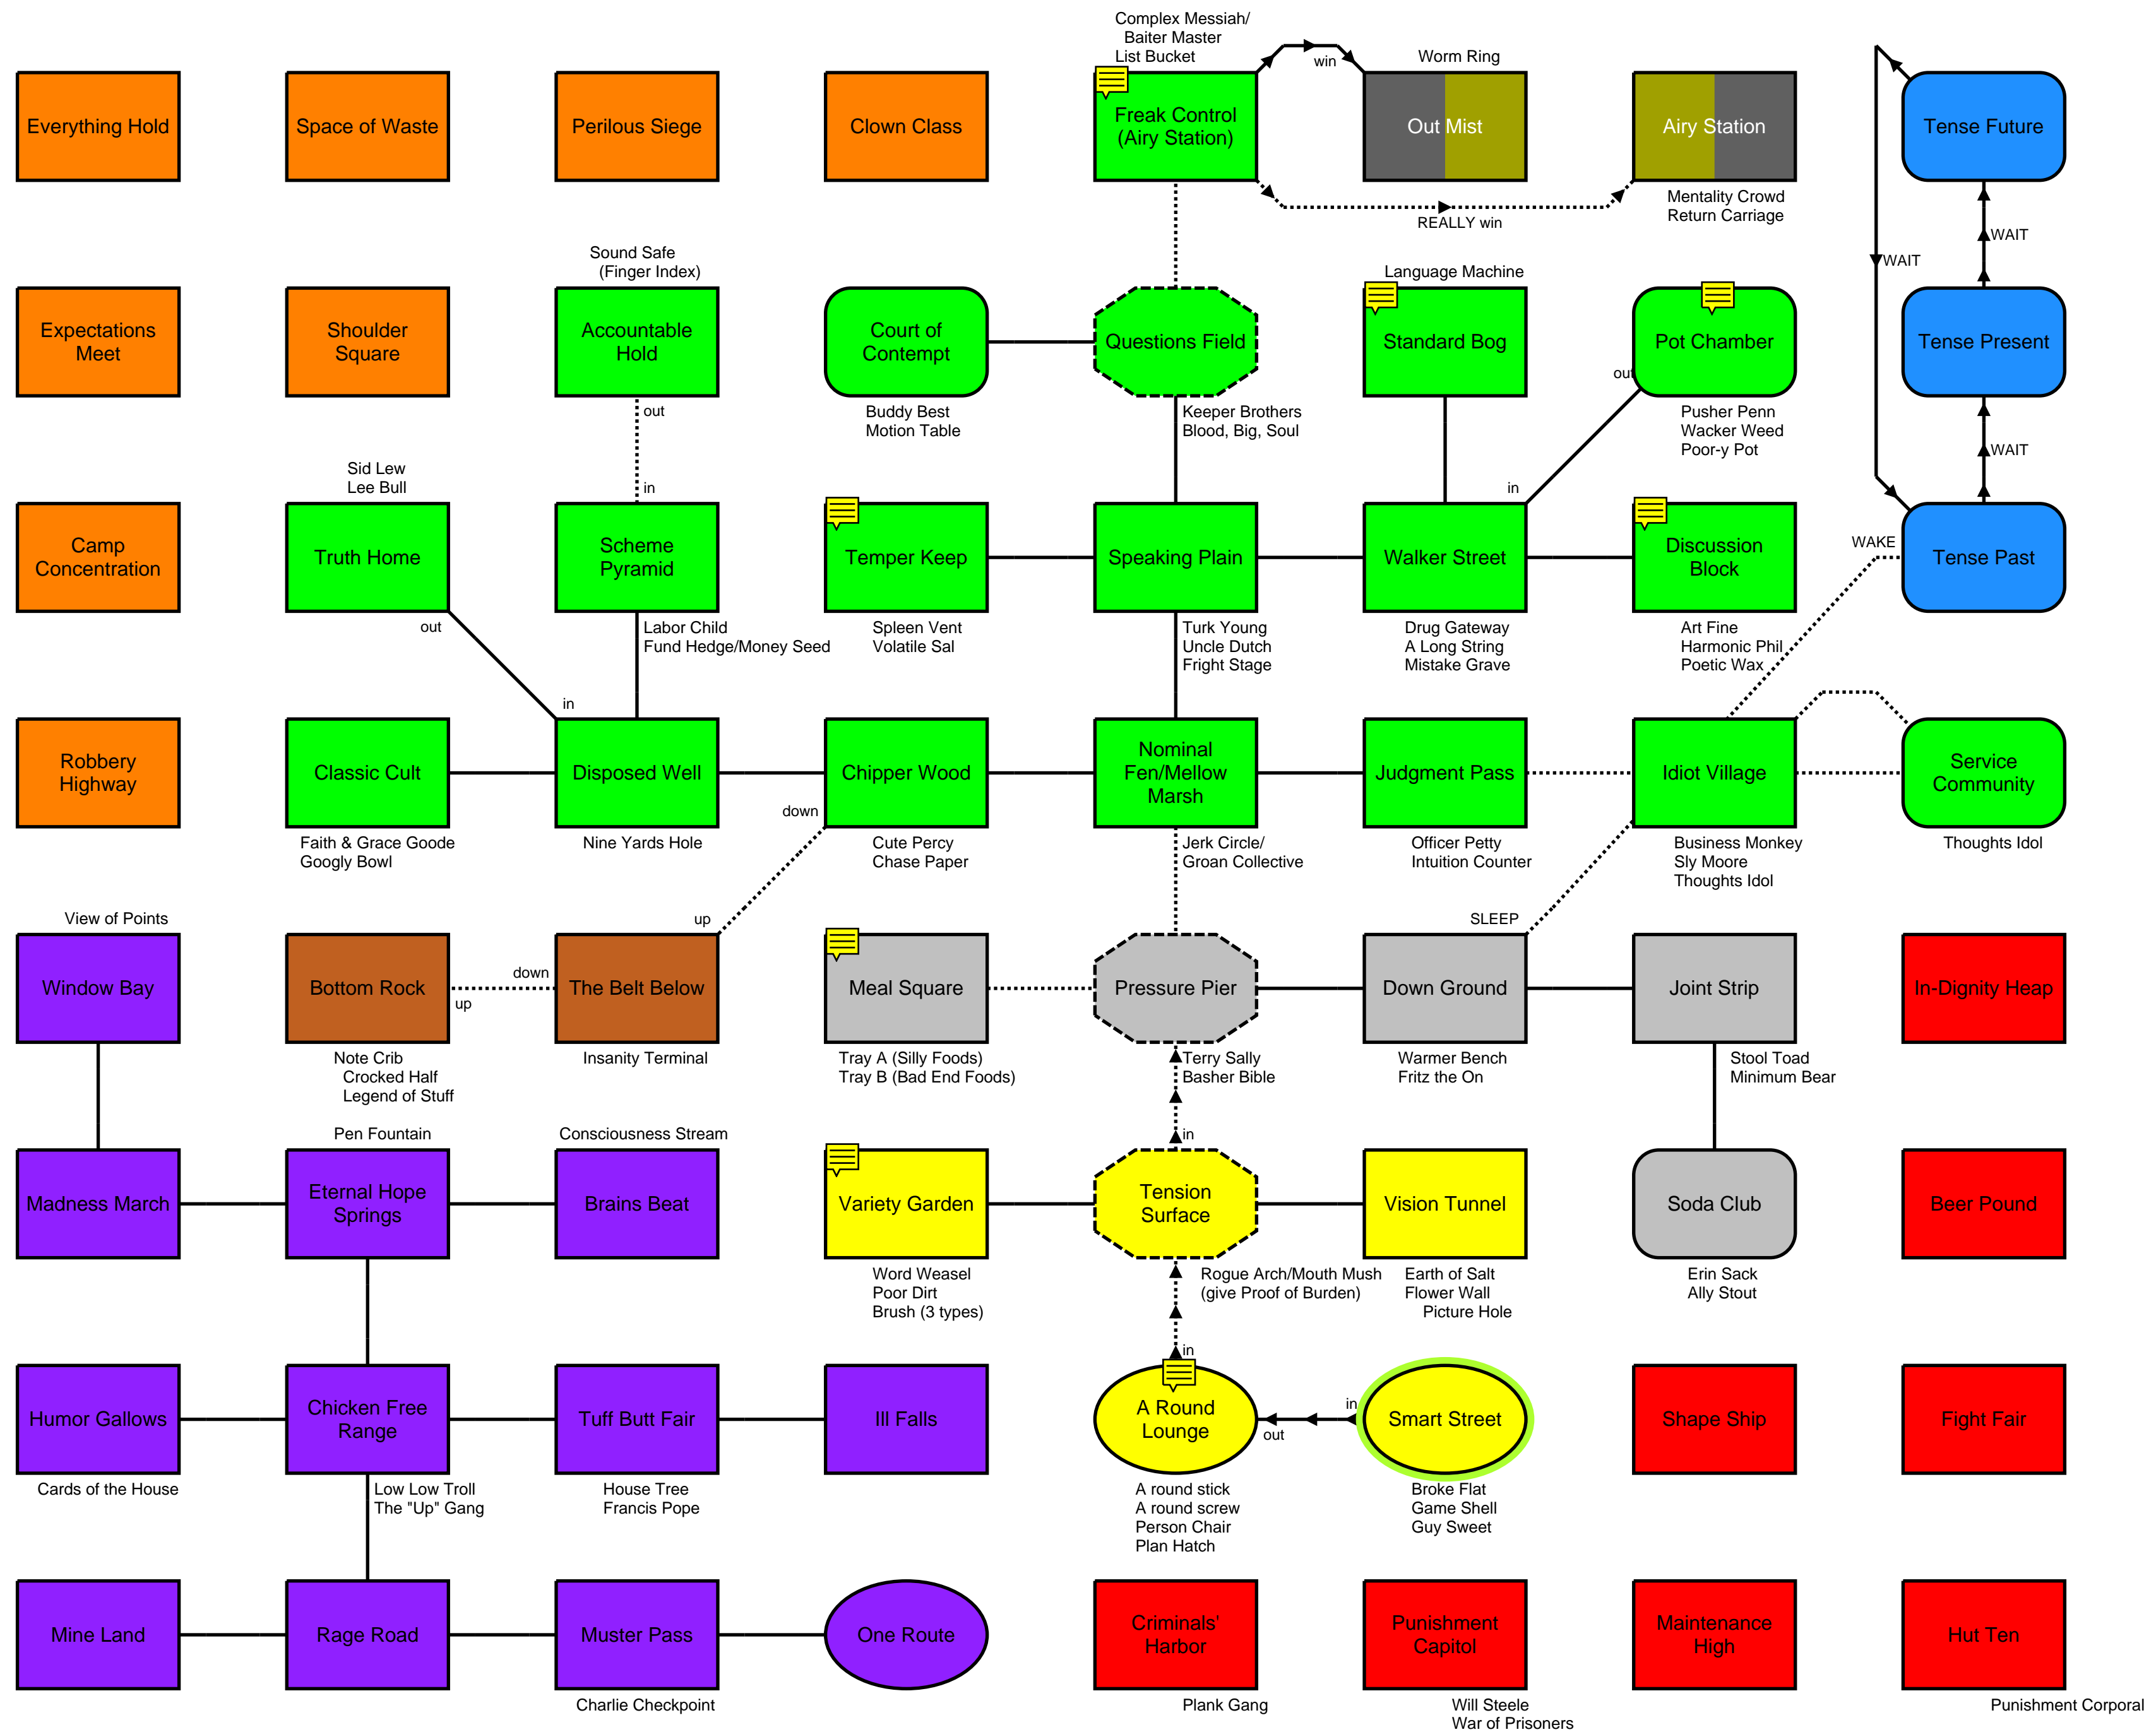 Complex Messiah/
Baiter Master
List Bucket
win
Worm Ring
Everything Hold
Space of Waste
Perilous Siege
Clown Class
Freak Control
(Airy Station)
Out Mist
Airy Station
Tense Future
REALLY win
Mentality Crowd
Return Carriage
WAIT
WAIT
Sound Safe
(Finger Index)
Language Machine
Expectations
Meet
Shoulder
Square
Accountable
Hold
Court of
Contempt
Questions Field
Standard Bog
Pot Chamber
Tense Present
out
out
Buddy Best
Motion Table
Keeper Brothers
Blood, Big, Soul
Pusher Penn
Wacker Weed
Poor-y Pot
WAIT
Sid Lew
Lee Bull
in
in
Camp
Concentration
Truth Home
Scheme
Pyramid
Temper Keep
Speaking Plain
Walker Street
Discussion
Block
WAKE
Tense Past
out
Labor Child
Fund Hedge/Money Seed
Spleen Vent
Volatile Sal
Turk Young
Uncle Dutch
Fright Stage
Drug Gateway
A Long String
Mistake Grave
Art Fine
Harmonic Phil
Poetic Wax
in
Robbery
Highway
Classic Cult
Disposed Well
Chipper Wood
Nominal
Fen/Mellow
Marsh
Judgment Pass
Idiot Village
Service
Community
down
Faith & Grace Goode
Googly Bowl
Nine Yards Hole
Cute Percy
Chase Paper
Jerk Circle/
Groan Collective
Officer Petty
Intuition Counter
Business Monkey
Sly Moore
Thoughts Idol
Thoughts Idol
View of Points
up
SLEEP
Window Bay
Bottom Rock
down
up
The Belt Below
Meal Square
Pressure Pier
Down Ground
Joint Strip
In-Dignity Heap
Note Crib
Crocked Half
Legend of Stuff
Insanity Terminal
Tray A (Silly Foods)
Tray B (Bad End Foods)
Terry Sally
Basher Bible
Warmer Bench
Fritz the On
Stool Toad
Minimum Bear
Pen Fountain
Consciousness Stream
in
Madness March
Eternal Hope
Springs
Brains Beat
Variety Garden
Tension
Surface
Vision Tunnel
Soda Club
Beer Pound
Word Weasel
Poor Dirt
Brush (3 types)
Rogue Arch/Mouth Mush
(give Proof of Burden)
Earth of Salt
Flower Wall
Picture Hole
Erin Sack
Ally Stout
in
Humor Gallows
Chicken Free
Range
Tuff Butt Fair
Ill Falls
A Round
Lounge
in
out
Smart Street
Shape Ship
Fight Fair
Cards of the House
Low Low Troll
The "Up" Gang
House Tree
Francis Pope
A round stick
A round screw
Person Chair
Plan Hatch
Broke Flat
Game Shell
Guy Sweet
Mine Land
Rage Road
Muster Pass
One Route
Criminals'
Harbor
Punishment
Capitol
Maintenance
High
Hut Ten
Charlie Checkpoint
Plank Gang
Will Steele
War of Prisoners
Punishment Corporal